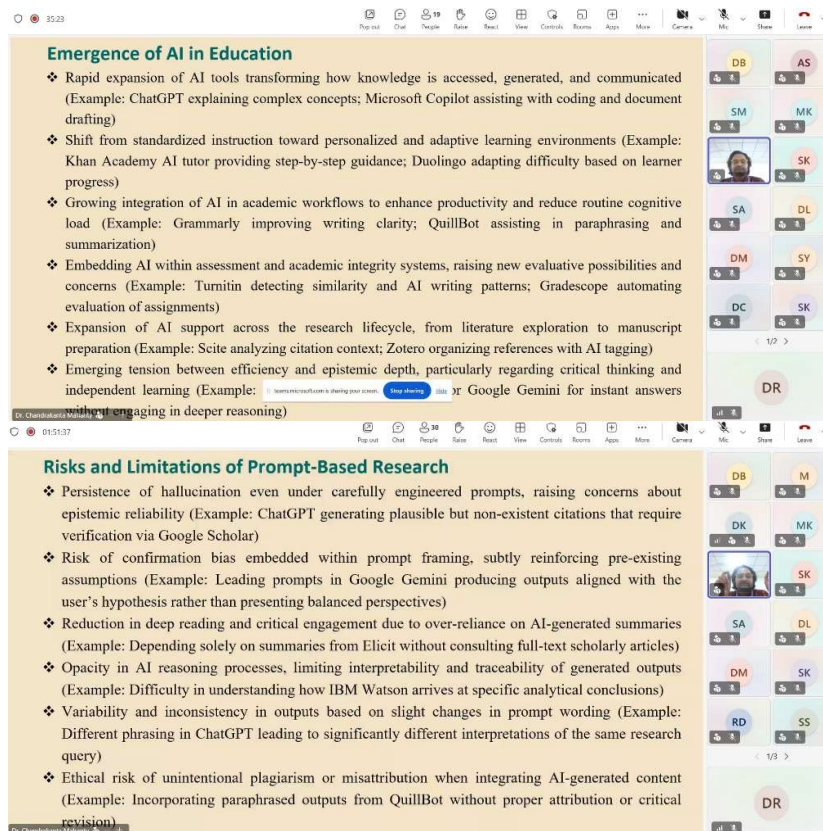 35:23
Pop out Chat People 19 Raise React View Controls Rooms Apps More Camera Mic Share Leave
Emergence of AI in Education
❖ Rapid expansion of AI tools transforming how knowledge is accessed, generated, and communicated
(Example: ChatGPT explaining complex concepts; Microsoft Copilot assisting with coding and document
drafting)
❖ Shift from standardized instruction toward personalized and adaptive learning environments (Example:
Khan Academy AI tutor providing step-by-step guidance; Duolingo adapting difficulty based on learner
progress)
❖ Growing integration of AI in academic workflows to enhance productivity and reduce routine cognitive
load (Example: Grammarly improving writing clarity; QuillBot assisting in paraphrasing and
summarization)
❖ Embedding AI within assessment and academic integrity systems, raising new evaluative possibilities and
concerns (Example: Turnitin detecting similarity and AI writing patterns; Gradescope automating
evaluation of assignments)
❖ Expansion of AI support across the research lifecycle, from literature exploration to manuscript
preparation (Example: Scite analyzing citation context; Zotero organizing references with AI tagging)
❖ Emerging tension between efficiency and epistemic depth, particularly regarding critical thinking and
independent learning (Example: or Google Gemini for instant answers
teams.microsoft.com is sharing your screen. Stop sharing Hide
without engaging in deeper reasoning)
Dr. Chandrakanta Mahanty
DB AS
SM MK
SK
SA DL
DM SY
DC SK
1/2
DR
01:51:37
Pop out Chat People 30 Raise React View Controls Rooms Apps More Camera Mic Share Leave
Risks and Limitations of Prompt-Based Research
❖ Persistence of hallucination even under carefully engineered prompts, raising concerns about
epistemic reliability (Example: ChatGPT generating plausible but non-existent citations that require
verification via Google Scholar)
❖ Risk of confirmation bias embedded within prompt framing, subtly reinforcing pre-existing
assumptions (Example: Leading prompts in Google Gemini producing outputs aligned with the
user's hypothesis rather than presenting balanced perspectives)
❖ Reduction in deep reading and critical engagement due to over-reliance on AI-generated summaries
(Example: Depending solely on summaries from Elicit without consulting full-text scholarly articles)
❖ Opacity in AI reasoning processes, limiting interpretability and traceability of generated outputs
(Example: Difficulty in understanding how IBM Watson arrives at specific analytical conclusions)
❖ Variability and inconsistency in outputs based on slight changes in prompt wording (Example:
Different phrasing in ChatGPT leading to significantly different interpretations of the same research
query)
❖ Ethical risk of unintentional plagiarism or misattribution when integrating AI-generated content
(Example: Incorporating paraphrased outputs from QuillBot without proper attribution or critical
revision)
Dr. Chandrakanta Mahanty
DB M
DK MK
SK
SA DL
DM SK
RD SS
1/3
DR